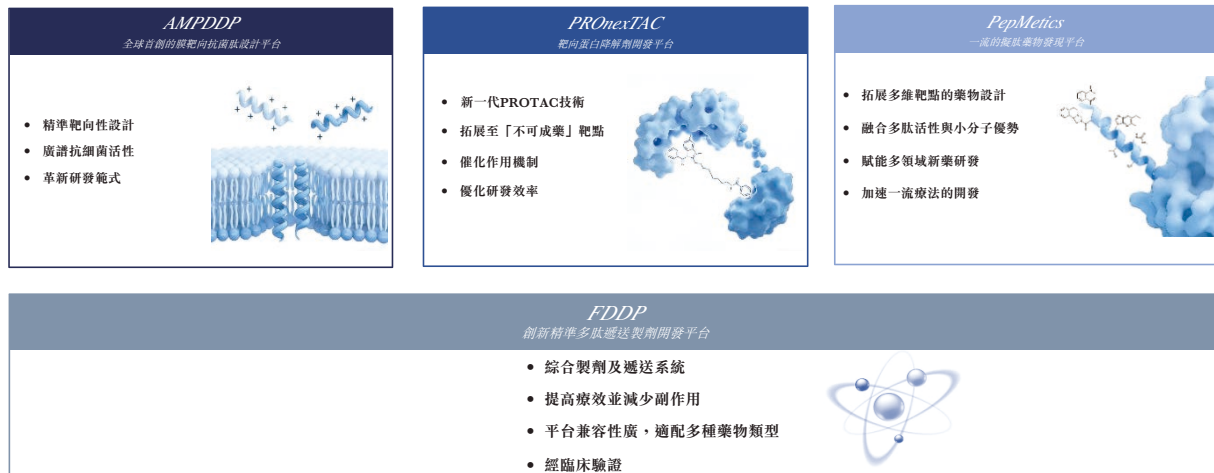 AMPDDP
全球首創的膜靶向抗菌肽設計平台
• 精準靶向性設計
• 廣譜抗細菌活性
• 革新研發範式
PROnexTAC
靶向蛋白降解劑開發平台
• 新一代PROTAC技術
• 拓展至「不可成藥」靶點
• 催化作用機制
• 優化研發效率
PepMetics
一流的擬肽藥物發現平台
• 拓展多維靶點的藥物設計
• 融合多肽活性與小分子優勢
• 賦能多領域新藥研發
• 加速一流療法的開發
FDDP
創新精準多肽遞送製劑開發平台
• 綜合製劑及遞送系統
• 提高療效並減少副作用
• 平台兼容性廣，適配多種藥物類型
• 經臨床驗證